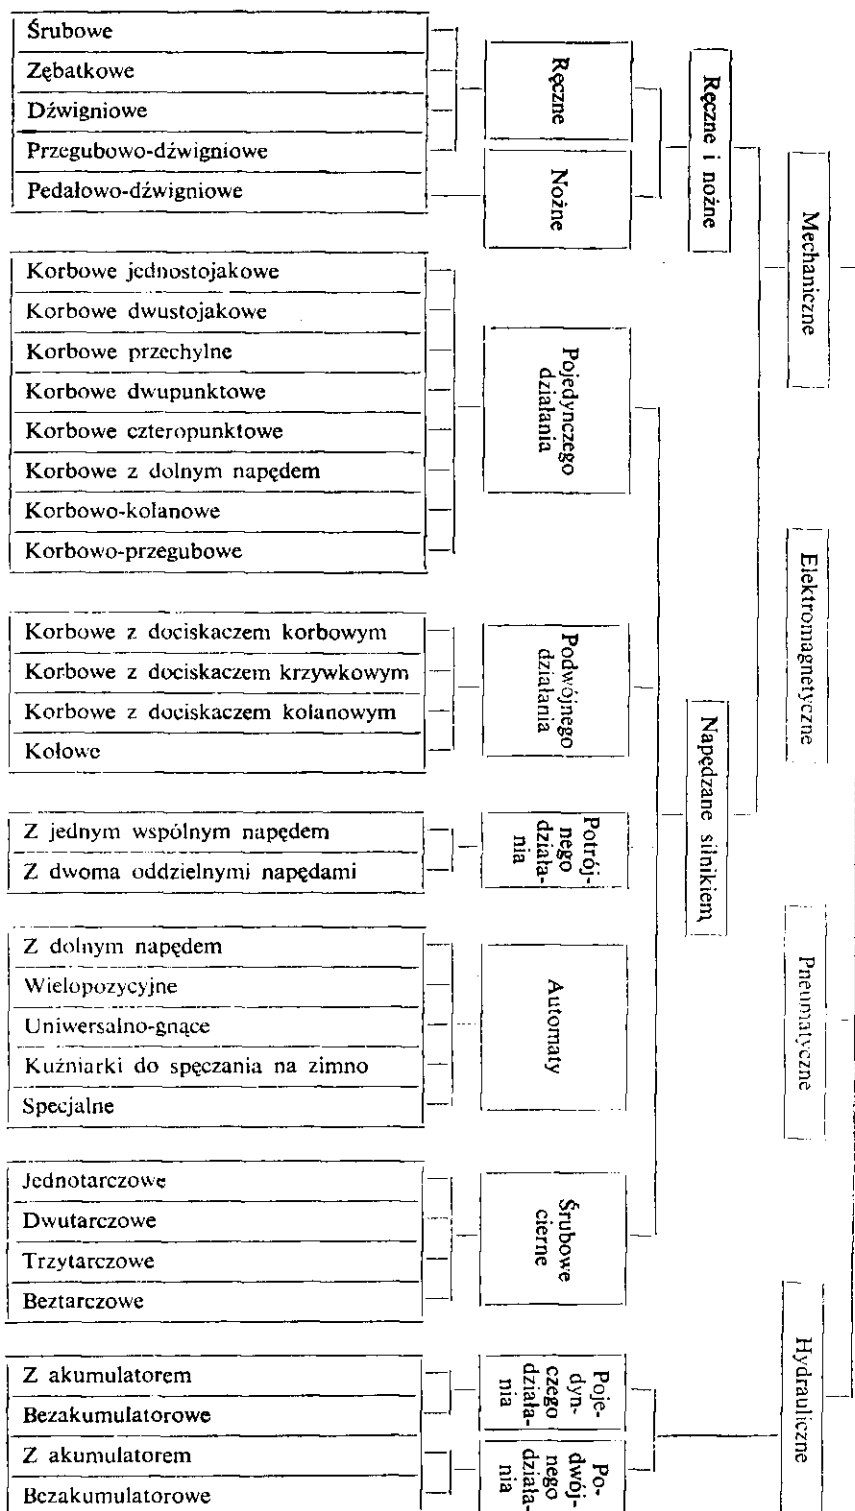 Mechaniczne
Elektromagnetyczne
Pneumatyczne
Hydrauliczne
Ręczne i nożne
Napędzane silnikiem
Ręczne
Nożne
Pojedynczego
działania
Podwójnego
działania
Potrój-
nego
działa-
nia
Automaty
Śrubowe
cierne
Poje-
dyn-
czego
działa-
nia
Po-
dwój-
nego
działa-
nia
Śrubowe
Zębatkowe
Dźwigniowe
Przegubowo-dźwigniowe
Pedałowo-dźwigniowe
Korbowe jednostojakowe
Korbowe dwustojakowe
Korbowe przechylne
Korbowe dwupunktowe
Korbowe czteropunktowe
Korbowe z dolnym napędem
Korbowo-kolanowe
Korbowo-przegubowe
Korbowe z dociskaczem korbowym
Korbowe z dociskaczem krzywkowym
Korbowe z dociskaczem kolanowym
Kołowe
Z jednym wspólnym napędem
Z dwoma oddzielnymi napędami
Z dolnym napędem
Wielopozycyjne
Uniwersalno-gnące
Kuźniarki do spęczania na zimno
Specjalne
Jednotarczowe
Dwutarczowe
Trzytarczowe
Beztarczowe
Z akumulatorem
Bezakumulatorowe
Z akumulatorem
Bezakumulatorowe